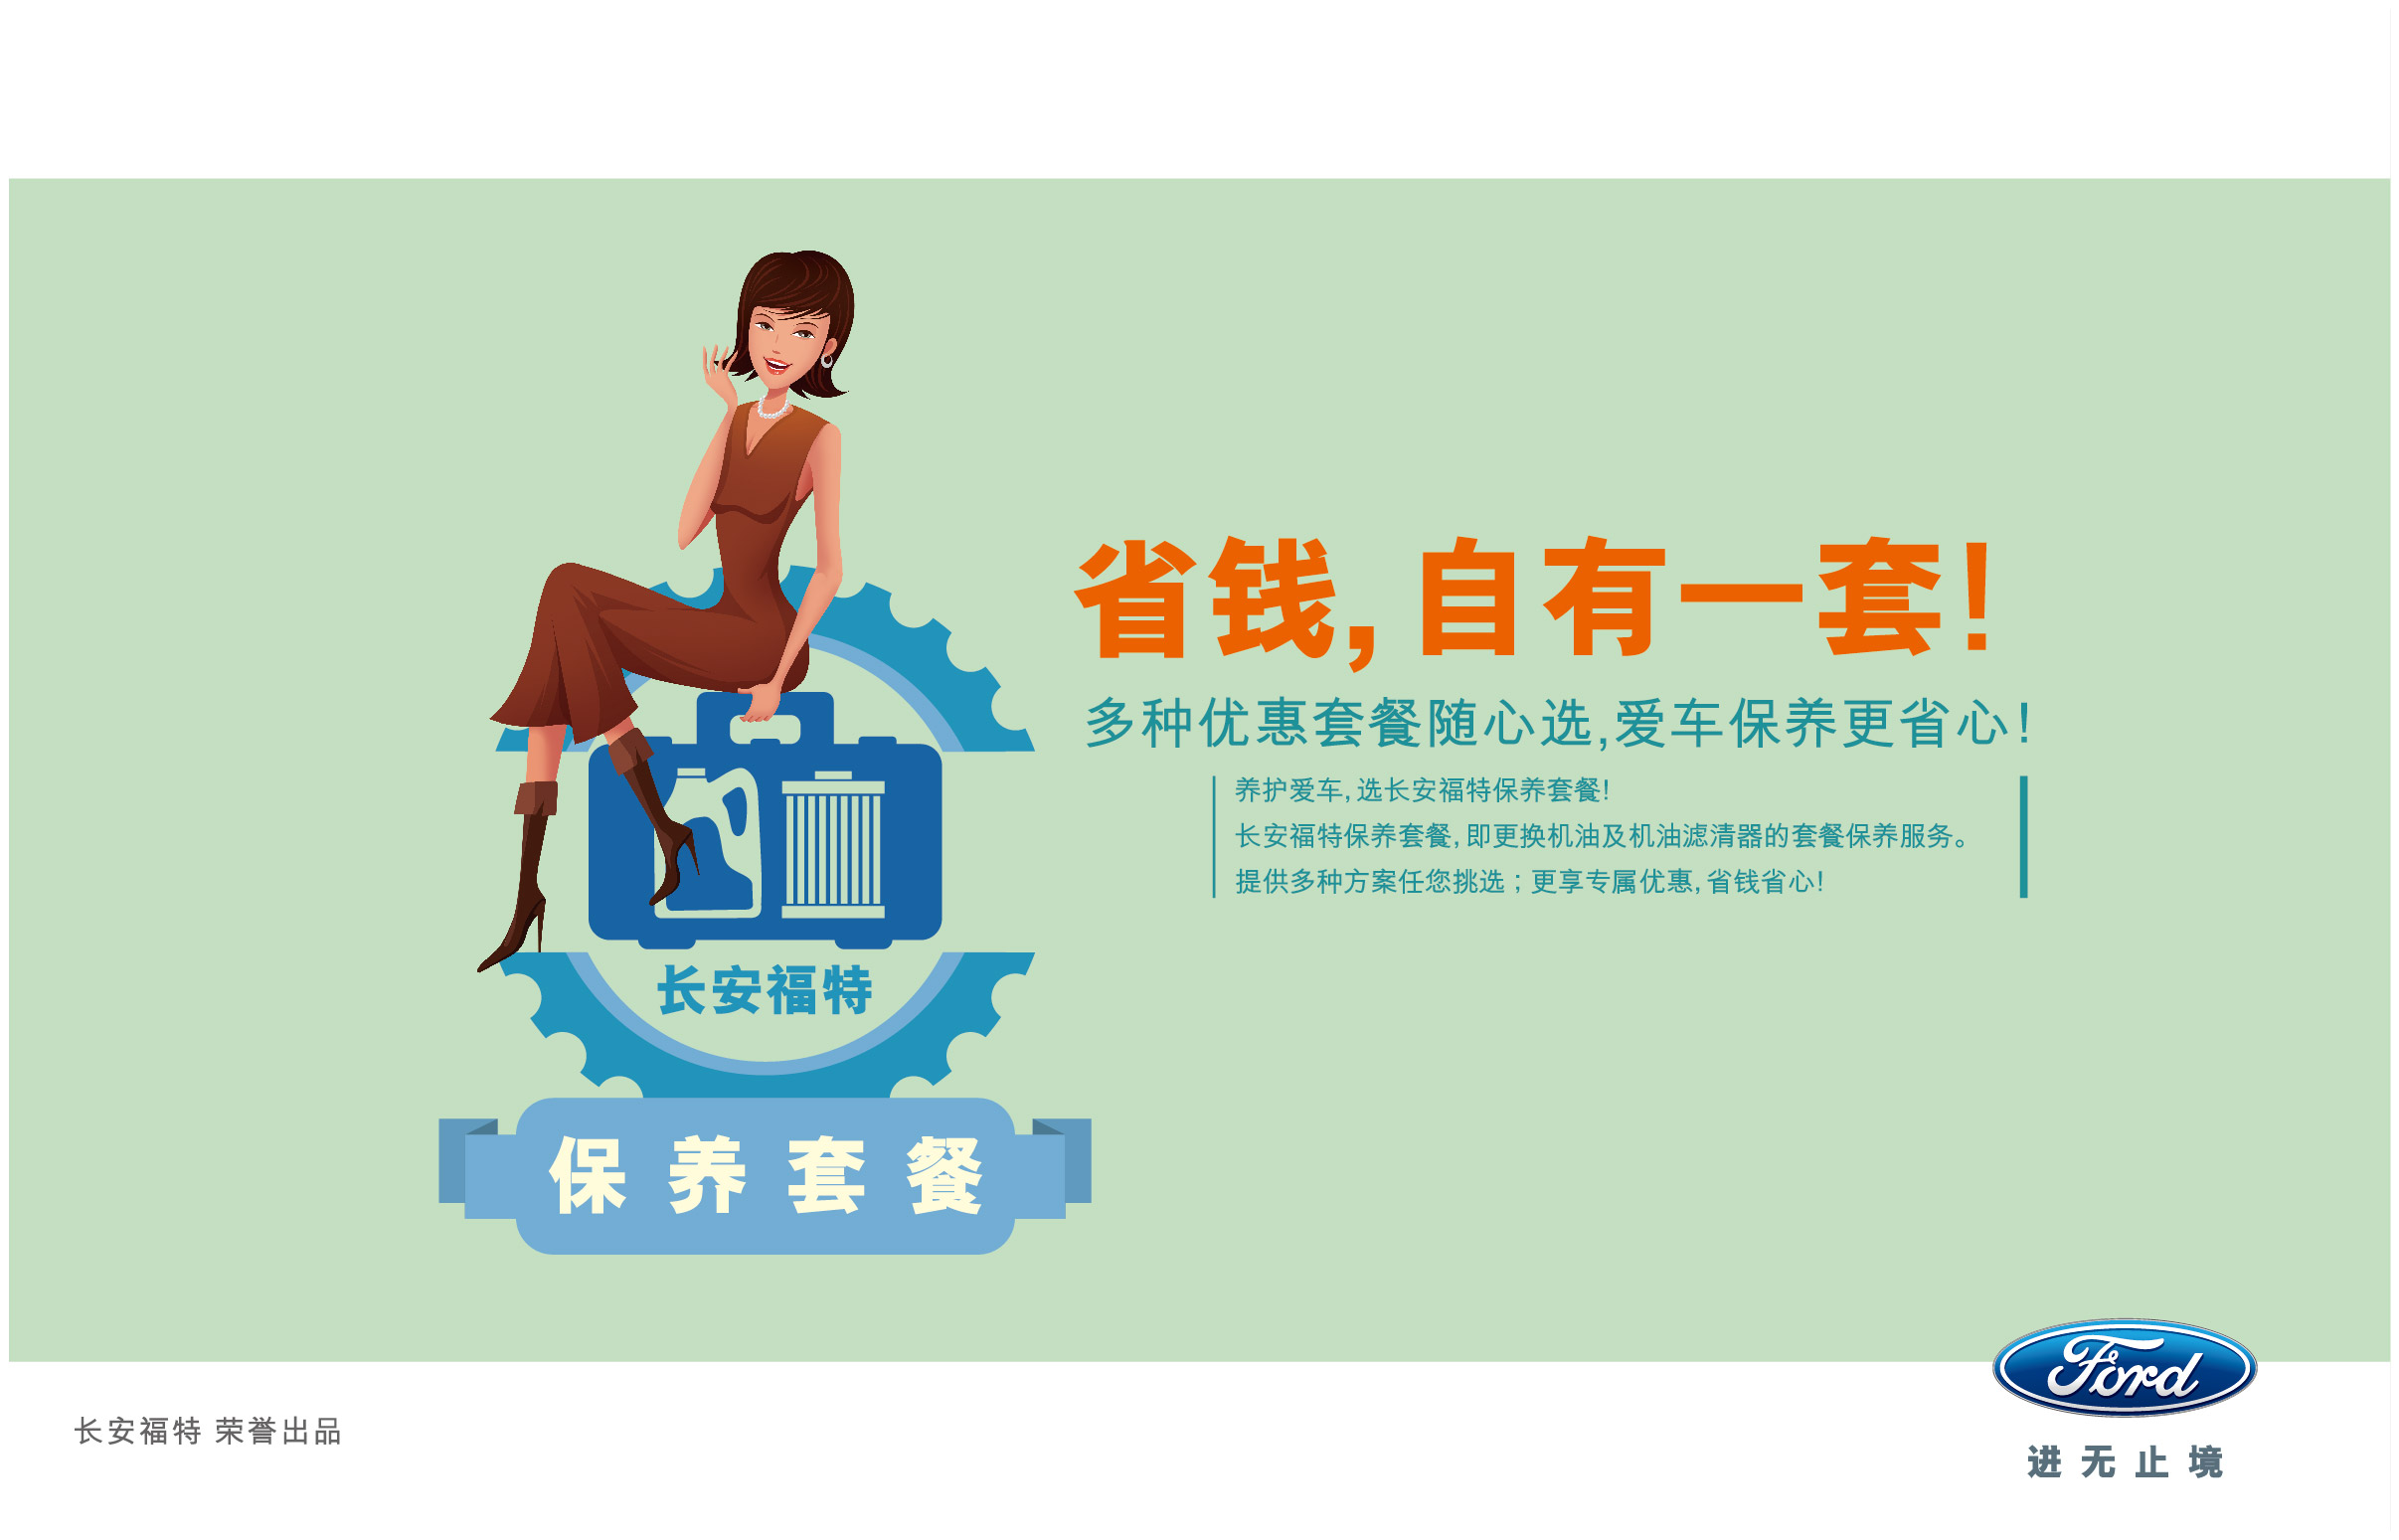 省钱,自有一套!
多种优惠套餐随心选,爱车保养更省心!
养护爱车,选长安福特保养套餐!
长安福特保养套餐,即更换机油及机油滤清器的套餐保养服务。
提供多种方案任您挑选;更享专属优惠,省钱省心!
长安福特
保养套餐
Ford
进无止境
长安福特 荣誉出品